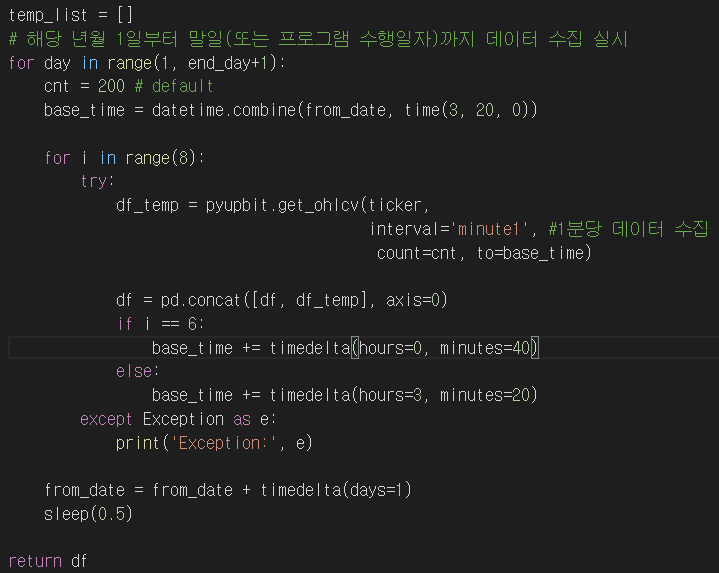 temp_list = []
# 해당 년월 1일부터 말일(또는 프로그램 수행일자)까지 데이터 수집 실시
for day in range(1, end_day+1):
    cnt = 200 # default
    base_time = datetime.combine(from_date, time(3, 20, 0))

    for i in range(8):
        try:
            df_temp = pyupbit.get_ohlcv(ticker,
                                        interval='minute1', #1분당 데이터 수집
                                         count=cnt, to=base_time)

            df = pd.concat([df, df_temp], axis=0)
            if i == 6:
                base_time += timedelta(hours=0, minutes=40)
            else:
                base_time += timedelta(hours=3, minutes=20)
        except Exception as e:
            print('Exception:', e)

    from_date = from_date + timedelta(days=1)
    sleep(0.5)

return df